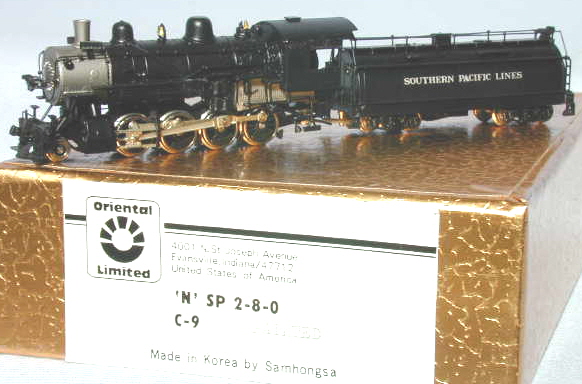 SOUTHERN PACIFIC LINES
Oriental
Limited
4001 N. St. Joseph Avenue
Evansville, Indiana/47712
United States of America
'N' SP 2-8-0
C-9
Made in Korea by Samhongsa